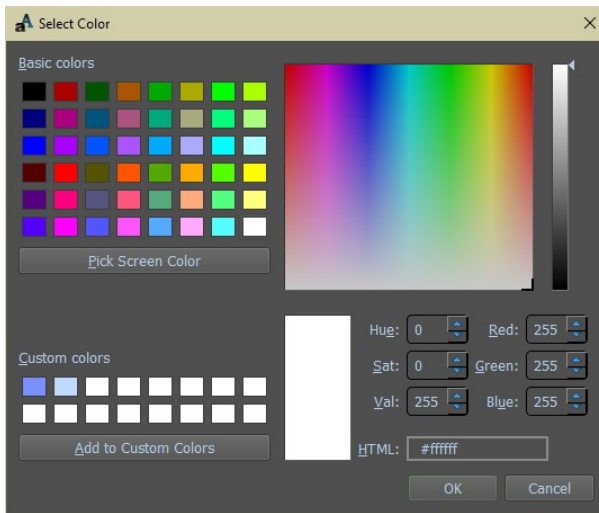 aA Select Color
Basic colors
Pick Screen Color
Hue: 0 Red: 255
Custom colors
Sat: 0 Green: 255
Val: 255 Blue: 255
Add to Custom Colors
HTML: #ffffff
OK Cancel